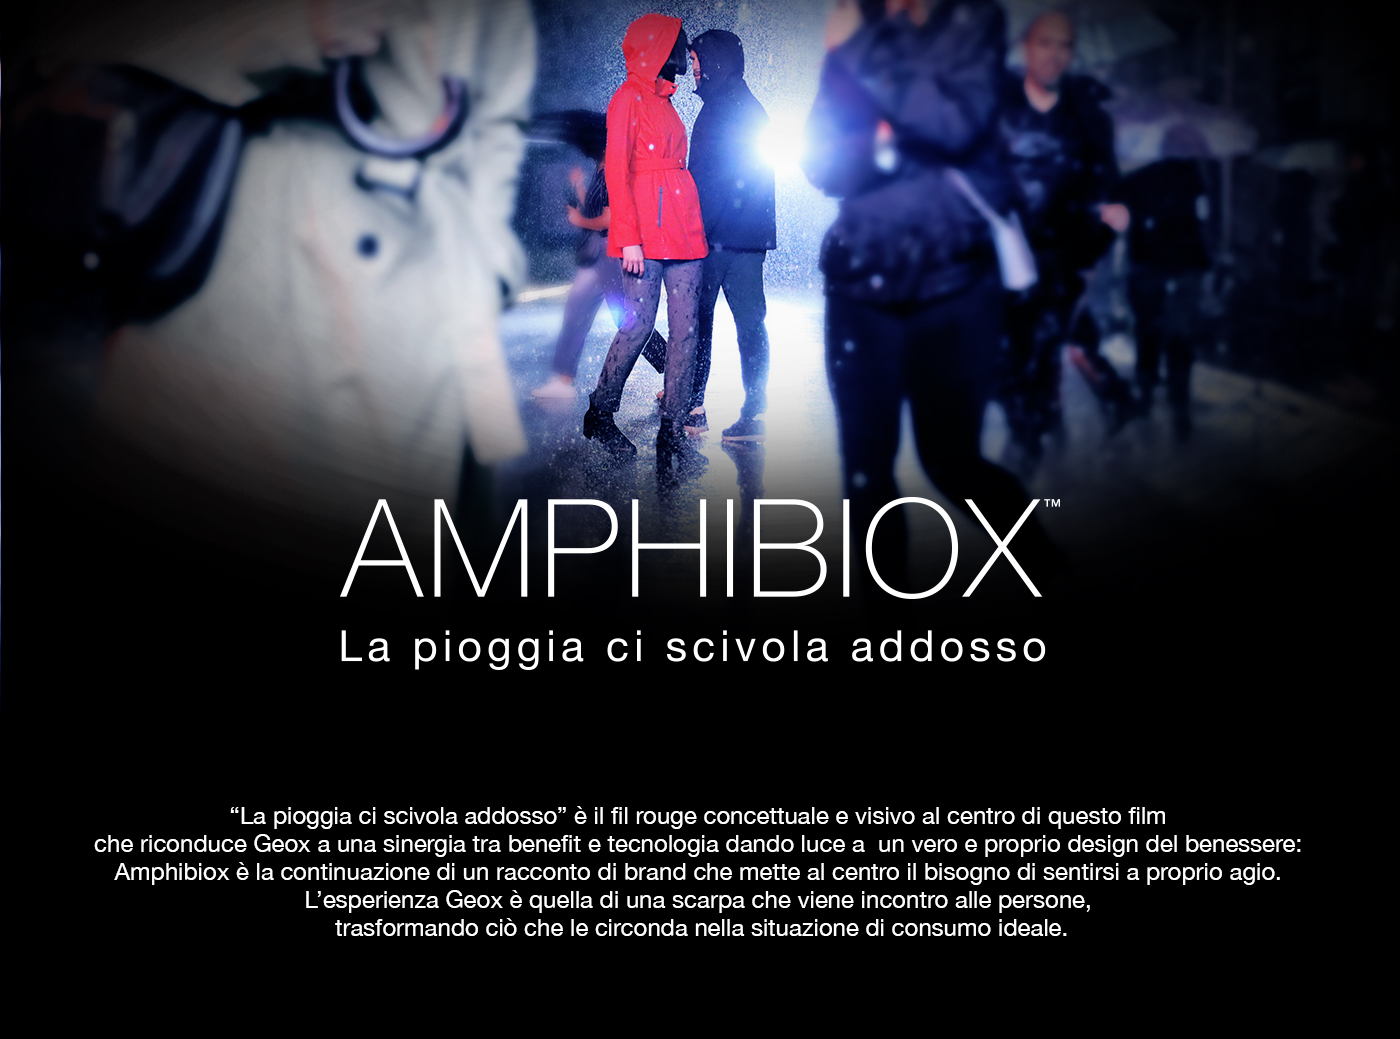 AMPHIBIOX™
La pioggia ci scivola addosso
“La pioggia ci scivola addosso” è il fil rouge concettuale e visivo al centro di questo film
che riconduce Geox a una sinergia tra benefit e tecnologia dando luce a  un vero e proprio design del benessere:
Amphibiox è la continuazione di un racconto di brand che mette al centro il bisogno di sentirsi a proprio agio.
L’esperienza Geox è quella di una scarpa che viene incontro alle persone,
trasformando ciò che le circonda nella situazione di consumo ideale.